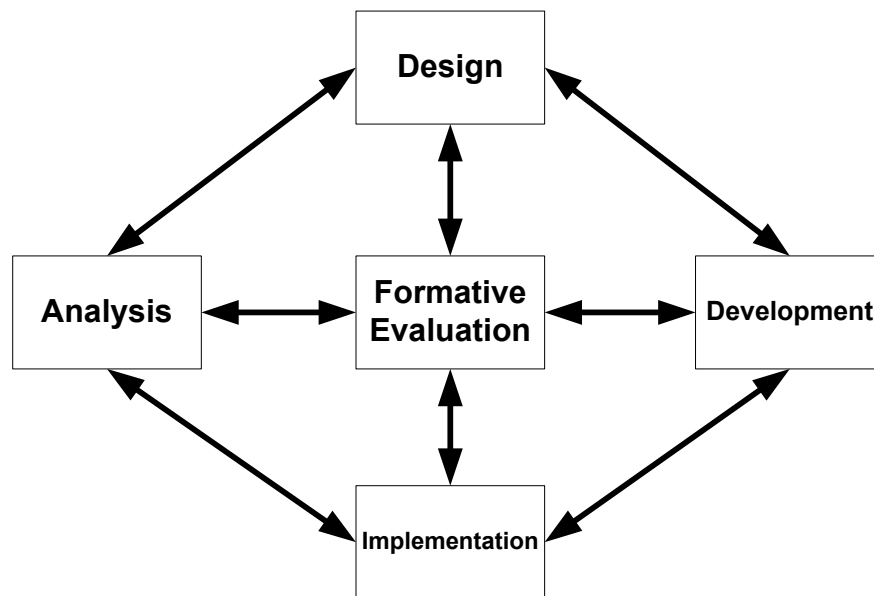 Design
Analysis
Formative
Evaluation
Development
Implementation